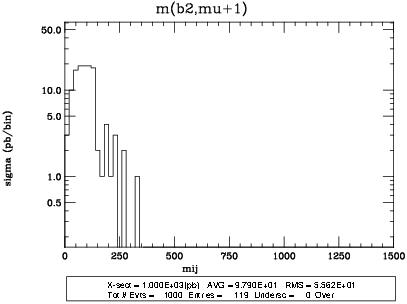 m(b2,mu+1)
50.0
10.0
5.0
1.0
0.5
sigma (pb/bin)
0 250 500 750 1000 1250 1500
mij
X-sect = 1.000E+03(pb) AVG = 9.790E+01 RMS = 5.562E+01
Tot # Evts = 1000 Entries = 119 Undersc = 0 Over